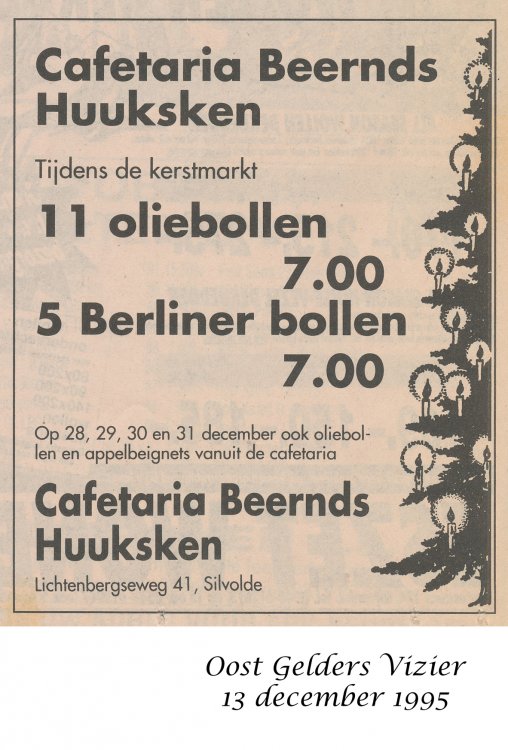 Cafetaria Beernds
Huuksken
Tijdens de kerstmarkt
11 oliebollen
7.00
5 Berliner bollen
7.00
Op 28, 29, 30 en 31 december ook oliebol-
len en appelbeignets vanuit de cafetaria
Cafetaria Beernds
Huuksken
Lichtenbergseweg 41, Silvolde
Oost Gelders Vizier
13 december 1995